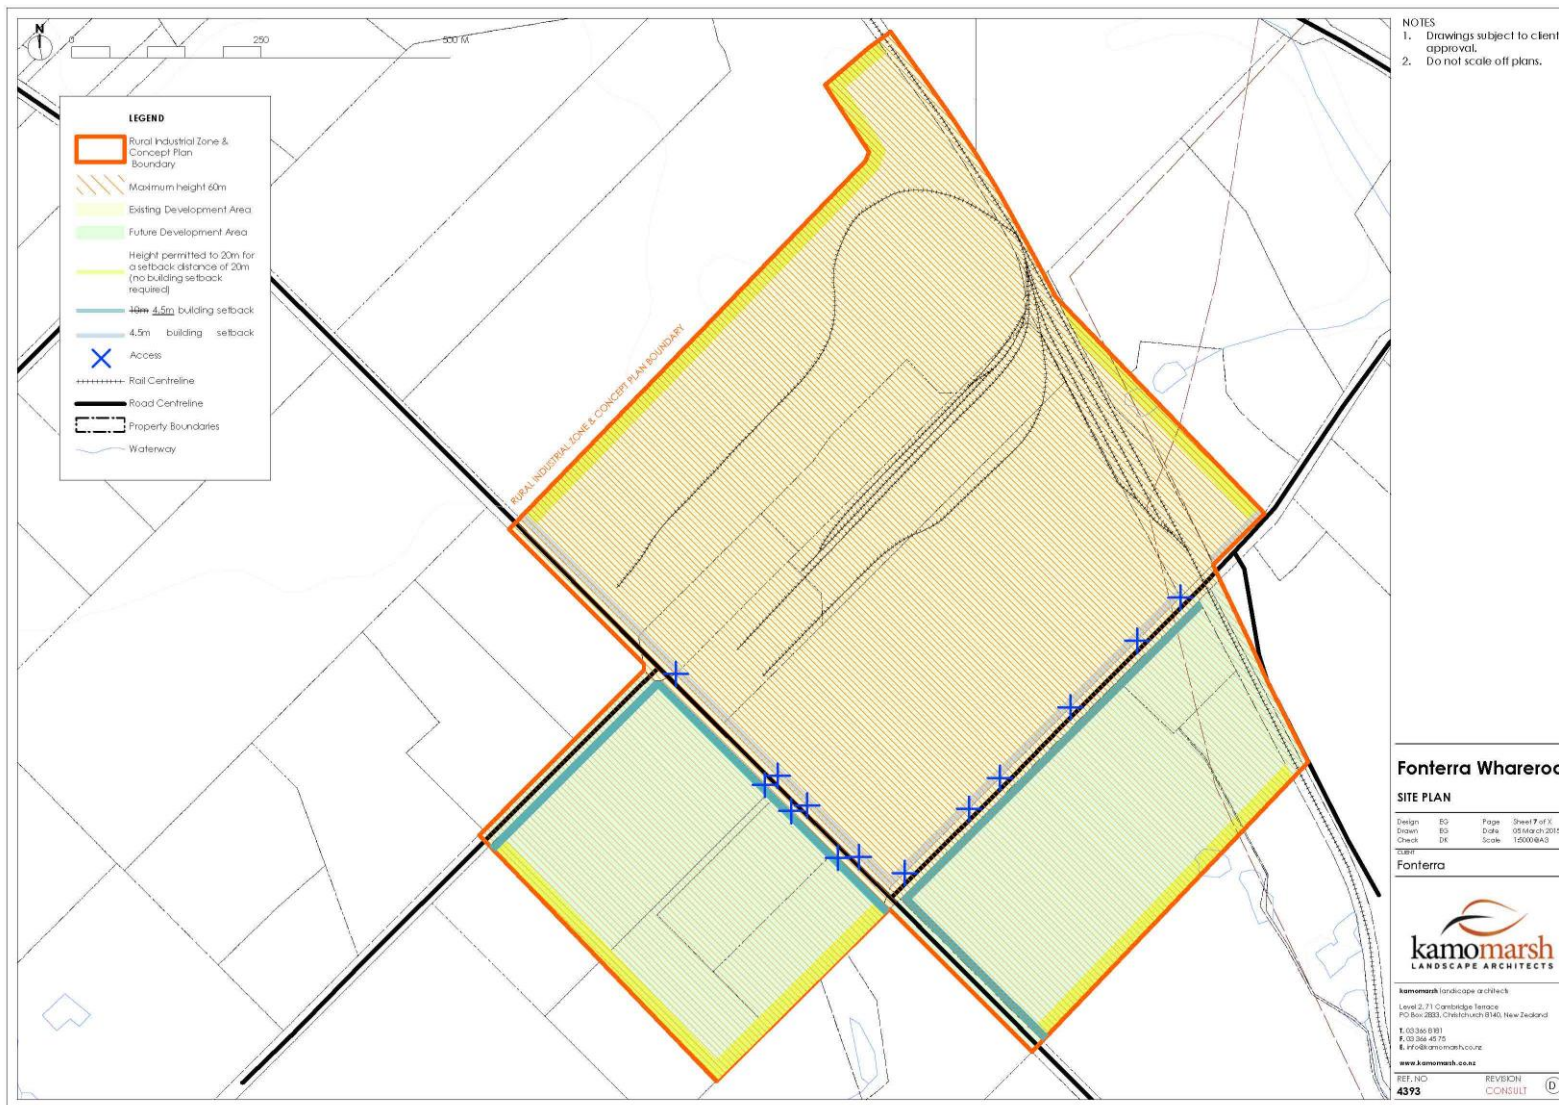 N
0
250
500 M
LEGEND
Rural Industrial Zone &
Concept Plan
Boundary
Maximum height 60m
Existing Development Area
Future Development Area
Height permitted to 20m for
a setback distance of 20m
(no building setback
required)
10m 4.5m building setback
4.5m building setback
Access
Rail Centreline
Road Centreline
Property Boundaries
Waterway
RURAL INDUSTRIAL ZONE & CONCEPT PLAN BOUNDARY
NOTES
1. Drawings subject to client
approval.
2. Do not scale off plans.
Fonterra Whareroa
SITE PLAN
Design EG Page Sheet 7 of X
Drawn EG Date 05 March 2015
Check DK Scale 1:5000@A3
CLIENT
Fonterra
kamomarsh
LANDSCAPE ARCHITECTS
kamomarsh landscape architects
Level 2, 71 Cambridge Terrace
PO Box 2833, Christchurch 8140, New Zealand
T. 03 366 8181
F. 03 366 45 75
E. info@kamomarsh.co.nz
www.kamomarsh.co.nz
REF. NO REVISION
4393 CONSULT D